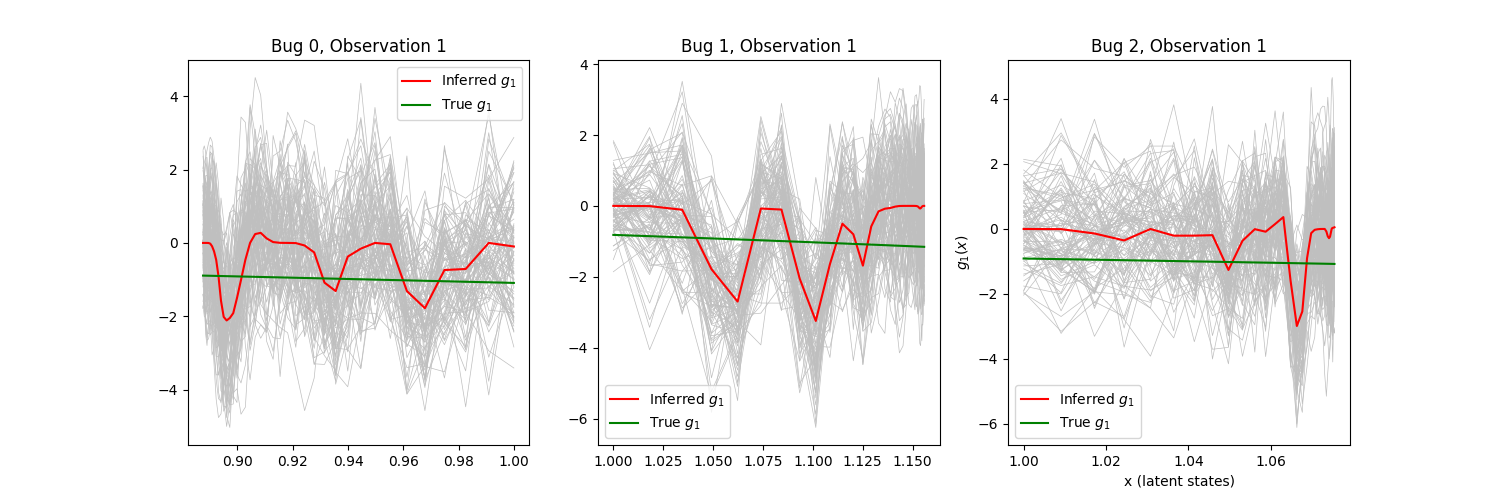 Bug 0, Observation 1
Inferred g₁
True g₁
4
2
0
−2
−4
0.90 0.92 0.94 0.96 0.98 1.00
Bug 1, Observation 1
4
2
0
−2
−4
−6
Inferred g₁
True g₁
1.000 1.025 1.050 1.075 1.100 1.125 1.150
Bug 2, Observation 1
g₁(x)
4
2
0
−2
−4
−6
Inferred g₁
True g₁
1.00 1.02 1.04 1.06
x (latent states)